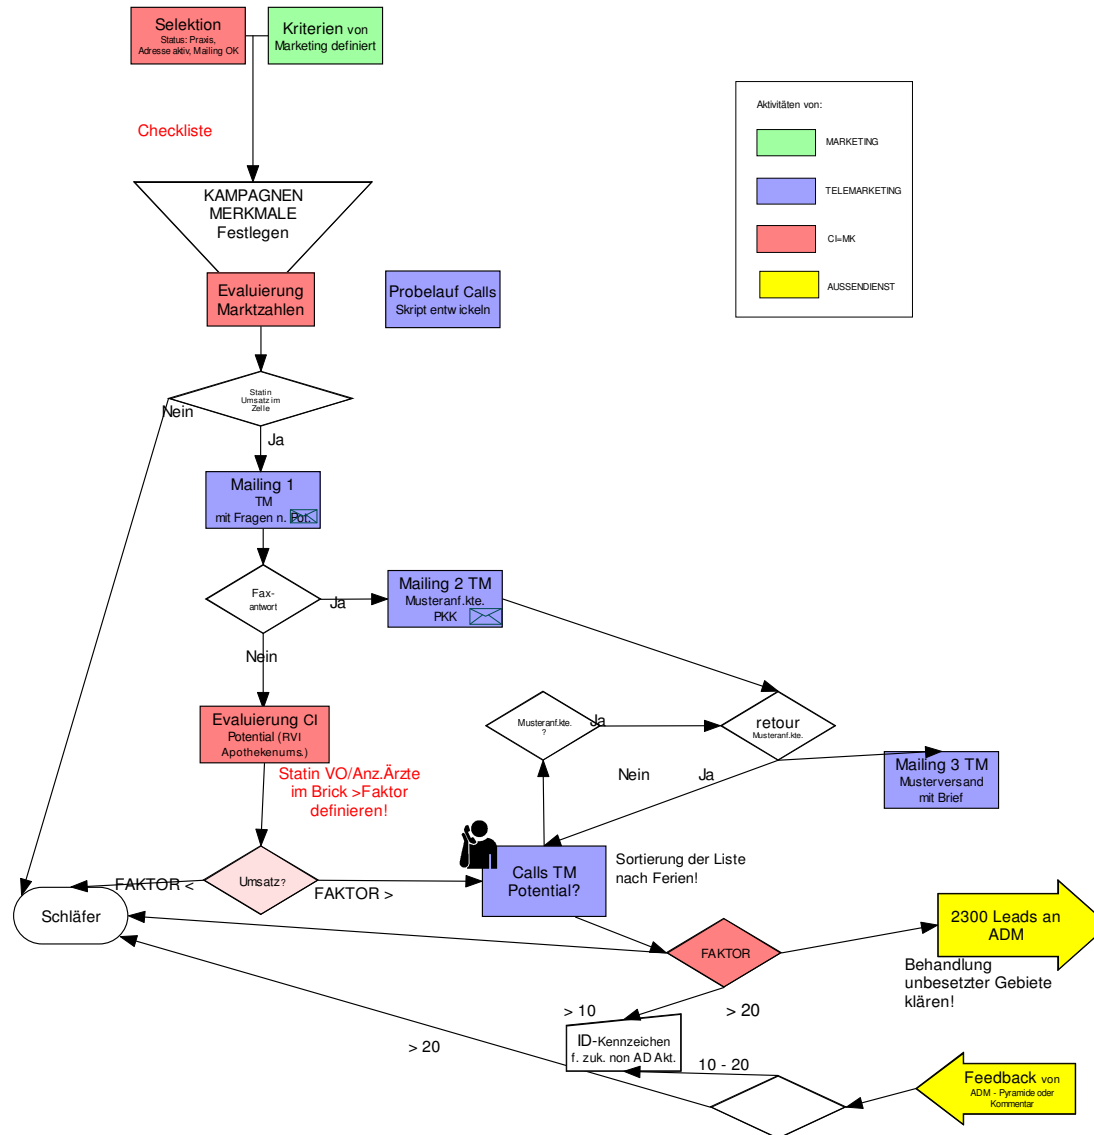 Selektion
Status: Praxis,
Adresse aktiv, Mailing OK
Kriterien von
Marketing definiert
Checkliste
Aktivitäten von:
MARKETING
TELEMARKETING
CI=MK
AUSSENDIENST
KAMPAGNEN
MERKMALE
Festlegen
Evaluierung
Marktzahlen
Probelauf Calls
Skript entwickeln
Statin
Umsatz im
Zelle
Nein
Ja
Mailing 1
TM
mit Fragen n. Pot.
Fax-
antwort
Ja
Mailing 2 TM
Musteranf.kte.
PKK
Nein
Evaluierung CI
Potential (RVI
Apothekenums.)
Musteranf.kte.
?
Ja
retour
Musteranf.kte.
Nein
Ja
Mailing 3 TM
Musterversand
mit Brief
Statin VO/Anz.Ärzte
im Brick >Faktor
definieren!
Umsatz?
FAKTOR <
FAKTOR >
Calls TM
Potential?
Sortierung der Liste
nach Ferien!
Schläfer
FAKTOR
2300 Leads an
ADM
Behandlung
unbesetzter Gebiete
klären!
> 10
> 20
ID-Kennzeichen
f. zuk. non AD Akt.
> 20
10 - 20
Feedback von
ADM - Pyramide oder
Kommentar